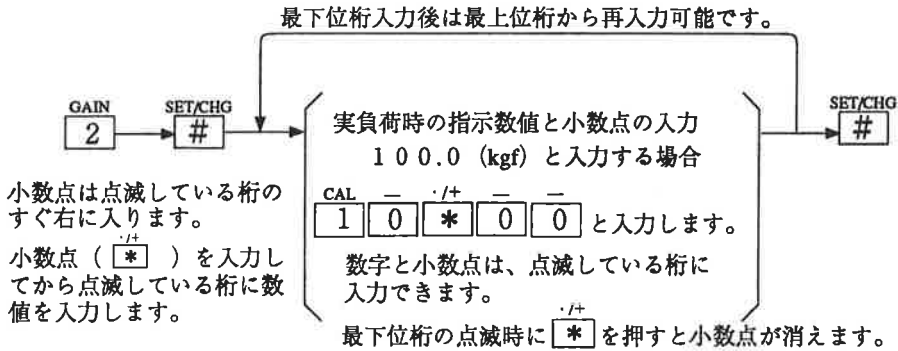 最下位桁入力後は最上位桁から再入力可能です。
GAIN
2
SET/CHG
#
実負荷時の指示数値と小数点の入力
100.0 (kgf) と入力する場合
CAL － ・/+ － －
1 0 * 0 0 と入力します。
数字と小数点は、点滅している桁に
入力できます。
・/+
最下位桁の点滅時に * を押すと小数点が消えます。
SET/CHG
#
小数点は点滅している桁の
すぐ右に入ります。
・/+
小数点（ * ）を入力し
てから点滅している桁に数
値を入力します。